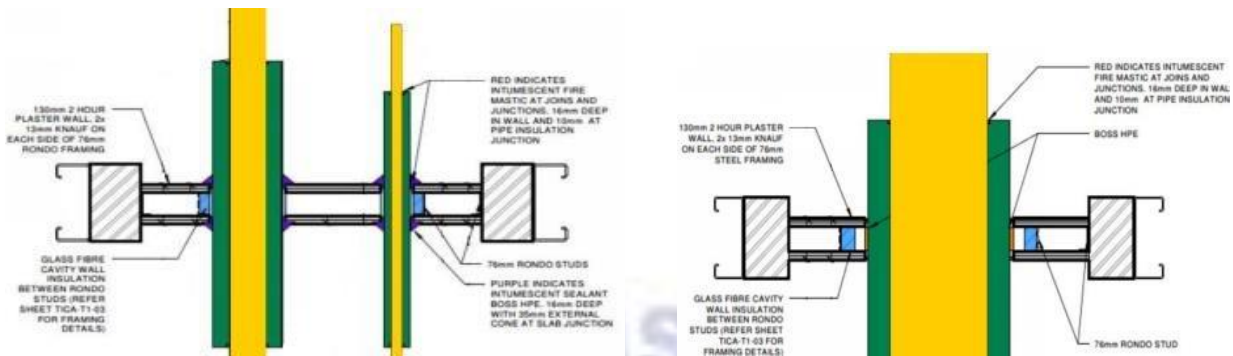 130mm 2 HOUR
PLASTER WALL. 2x
13mm KNAUF ON
EACH SIDE OF 76mm
RONDO FRAMING
GLASS FIBRE
CAVITY WALL
INSULATION
BETWEEN RONDO
STUDS (REFER
SHEET TICA-T1-03
FOR FRAMING
DETAILS)
RED INDICATES
INTUMESCENT FIRE
MASTIC AT JOINS AND
JUNCTIONS. 16mm DEEP
IN WALL AND 10mm AT
PIPE INSULATION
JUNCTION
76mm RONDO STUDS
PURPLE INDICATES
INTUMESCENT SEALANT
BOSS HPE. 16mm DEEP
WITH 35mm EXTERNAL
CONE AT SLAB JUNCTION
130mm 2 HOUR PLASTER
WALL. 2x 13mm KNAUF
ON EACH SIDE OF 76mm
STEEL FRAMING
GLASS FIBRE CAVITY
WALL INSULATION
BETWEEN RONDO
STUDS (REFER SHEET
TICA-T1-03 FOR
FRAMING DETAILS)
RED INDICATES INTUMESCENT
FIRE MASTIC AT JOINS AND
JUNCTIONS. 16mm DEEP IN WAL
AND 10mm AT PIPE INSULATION
JUNCTION
BOSS HPE
76mm RONDO STUD